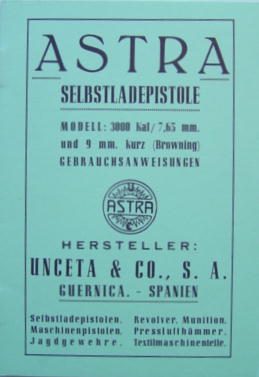 ASTRA
SELBSTLADEPISTOLE
MODELL: 3000 Kal/7,65 mm.
und 9 mm. kurz (Browning)
GEBRAUCHSANWEISUNGEN
ASTRA
HERSTELLER:
UNCETA & CO., S. A.
GUERNICA. - SPANIEN
Selbstladepistolen. Revolver. Munition.
Maschinenpistolen. Presslufthämmer.
Jagdgewehre. Textilmaschinenteile.